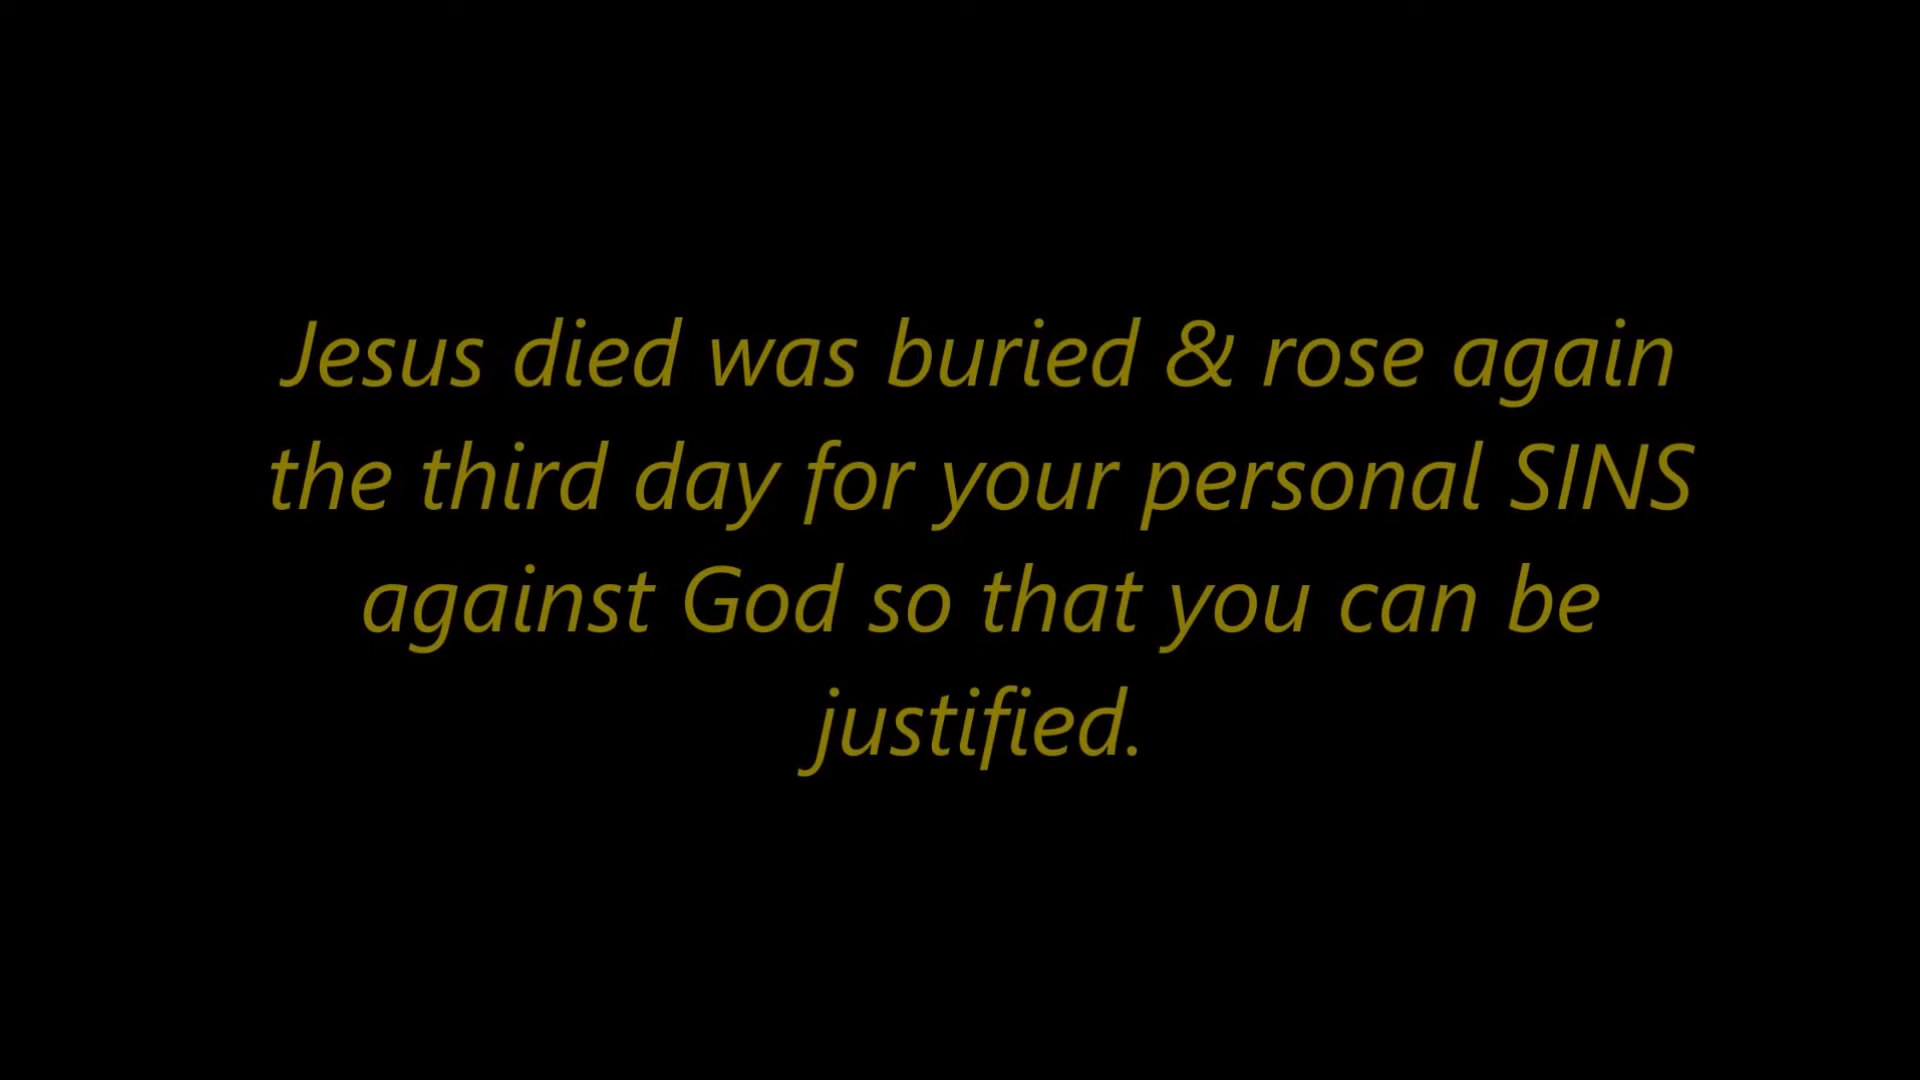 Jesus died was buried & rose again
the third day for your personal SINS
against God so that you can be
justified.